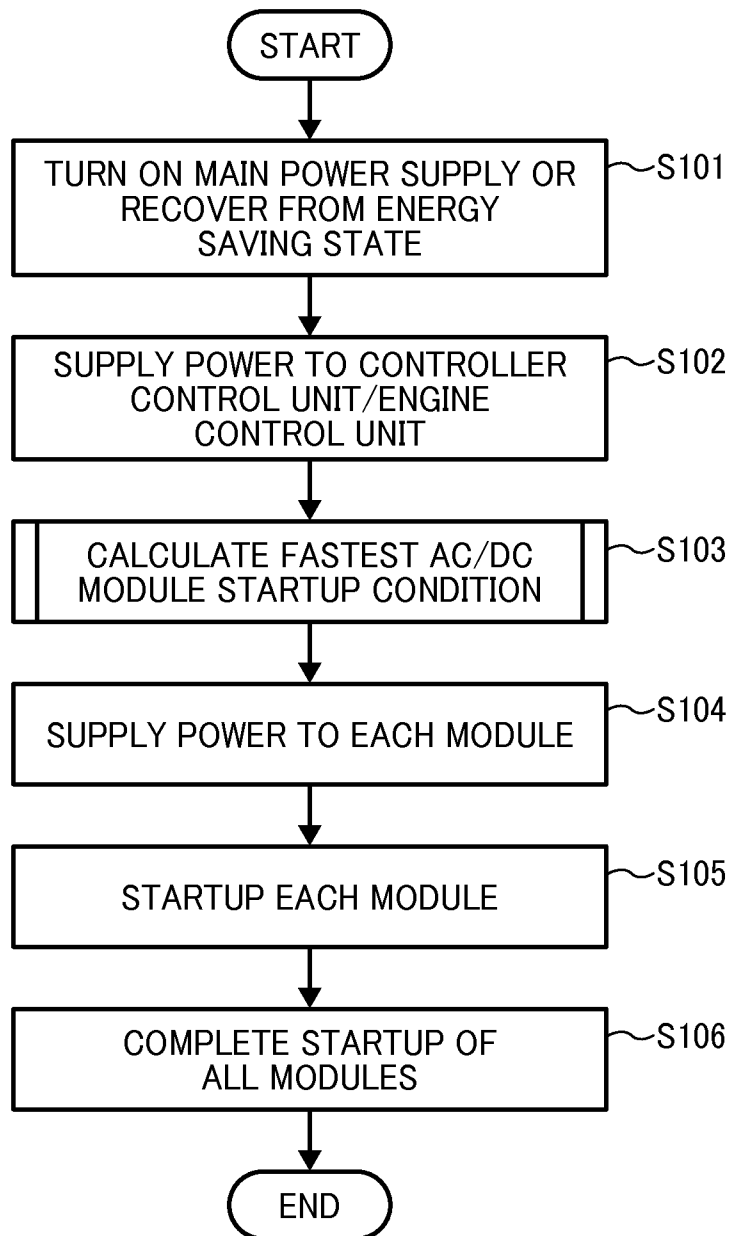 START
TURN ON MAIN POWER SUPPLY OR
RECOVER FROM ENERGY
SAVING STATE
S101
SUPPLY POWER TO CONTROLLER
CONTROL UNIT/ENGINE
CONTROL UNIT
S102
CALCULATE FASTEST AC/DC
MODULE STARTUP CONDITION
S103
SUPPLY POWER TO EACH MODULE
S104
STARTUP EACH MODULE
S105
COMPLETE STARTUP OF
ALL MODULES
S106
END